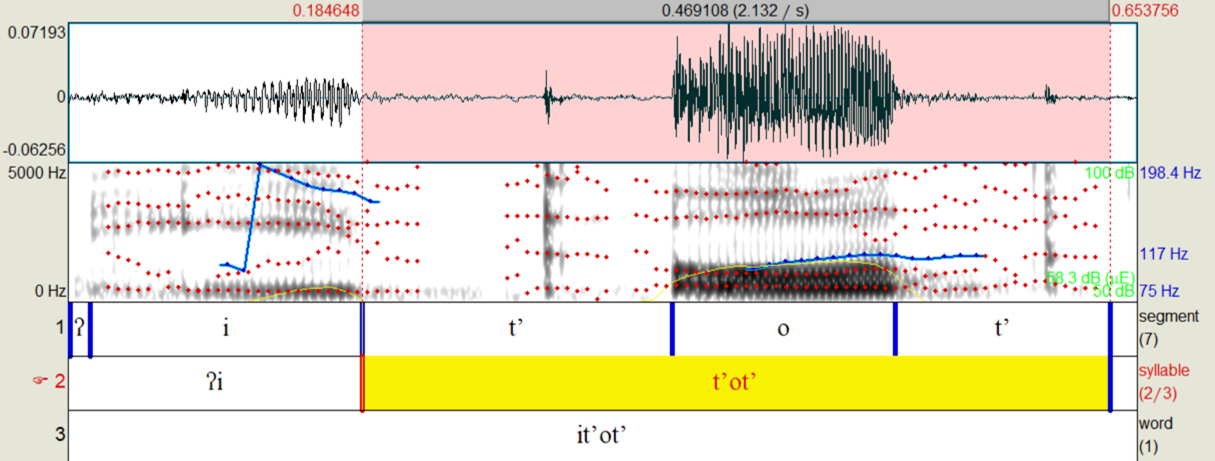 0.184648 0.469108 (2.132 / s) 0.653756
0.07193
0
-0.06256
5000 Hz 100 dB 198.4 Hz
117 Hz
58.3 dB (µE)
0 Hz 50 dB 75 Hz
1 ʔ i t’ o t’ segment (7)
☞ 2 ʔi t’ot’ syllable (2/3)
3 it’ot’ word (1)